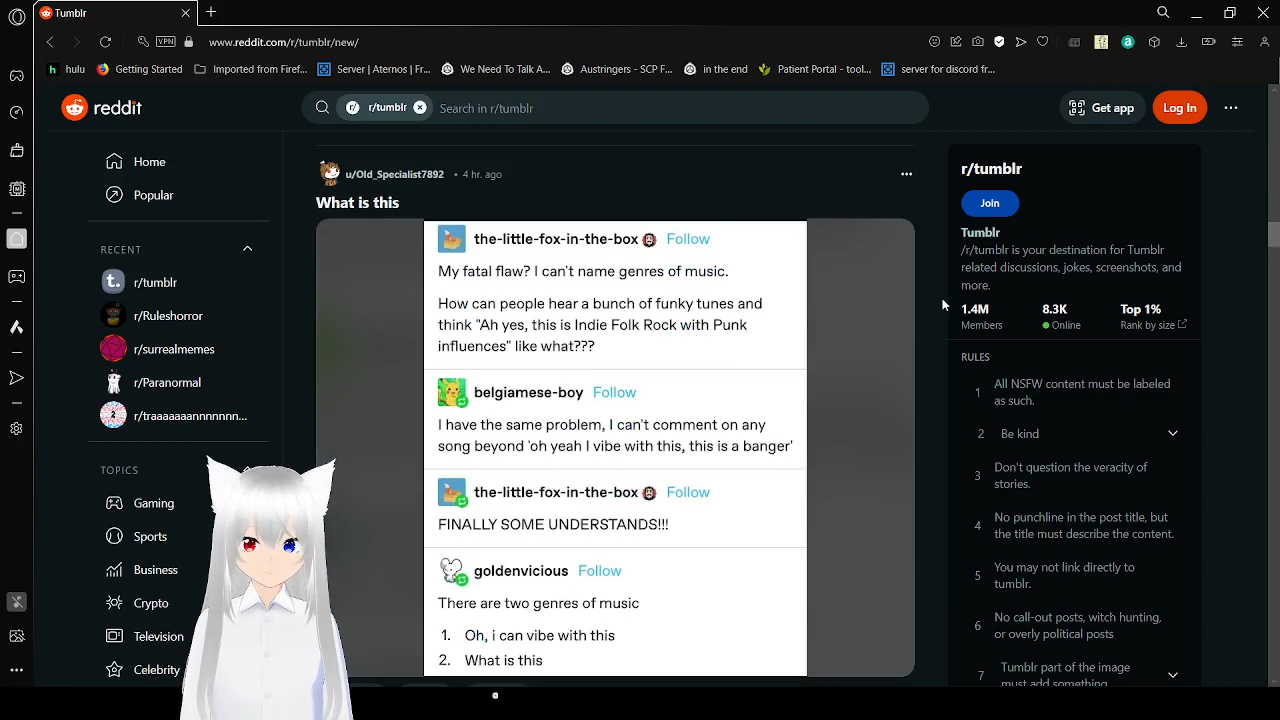 Tumblr
VPN
www.reddit.com/r/tumblr/new/
hulu
Getting Started
Imported from Firef...
Server | Aternos | Fr...
We Need To Talk A...
Austringers - SCP F...
in the end
Patient Portal - tool...
server for discord fr...
reddit
r/ r/tumblr
Search in r/tumblr
Get app
Log In
Home
Popular
RECENT
r/tumblr
r/Ruleshorror
r/surrealmemes
r/Paranormal
r/traaaaaaannnnnnn...
TOPICS
Gaming
Sports
Business
Crypto
Television
Celebrity
u/Old_Specialist7892 • 4 hr. ago
What is this
the-little-fox-in-the-box Follow
My fatal flaw? I can't name genres of music.
How can people hear a bunch of funky tunes and
think "Ah yes, this is Indie Folk Rock with Punk
influences" like what???
belgiamese-boy Follow
I have the same problem, I can't comment on any
song beyond 'oh yeah I vibe with this, this is a banger'
the-little-fox-in-the-box Follow
FINALLY SOME UNDERSTANDS!!!
goldenvicious Follow
There are two genres of music
1. Oh, i can vibe with this
2. What is this
r/tumblr
Join
Tumblr
/r/tumblr is your destination for Tumblr
related discussions, jokes, screenshots, and
more.
1.4M 8.3K Top 1%
Members Online Rank by size
RULES
1 All NSFW content must be labeled
as such.
2 Be kind
3 Don't question the veracity of
stories.
4 No punchline in the post title, but
the title must describe the content.
5 You may not link directly to
tumblr.
6 No call-out posts, witch hunting,
or overly political posts
7 Tumblr part of the image
must add something